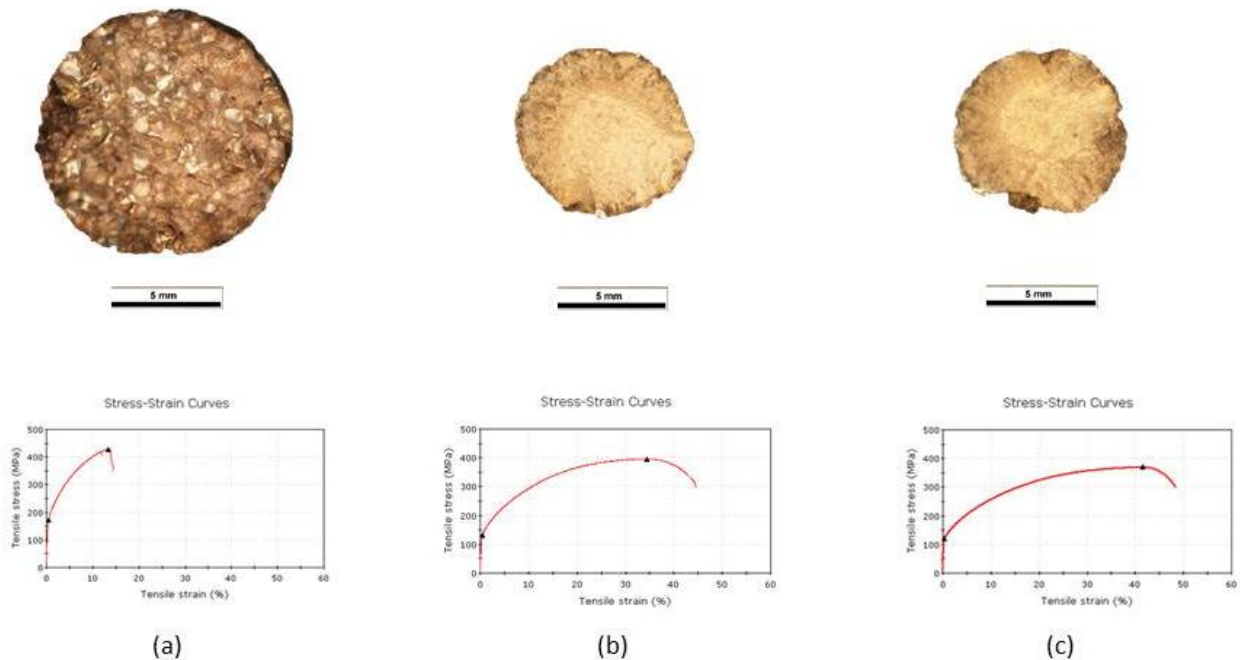 5 mm
5 mm
5 mm
Stress-Strain Curves
Stress-Strain Curves
Stress-Strain Curves
Tensile stress (MPa)
500
400
300
200
100
0
0 10 20 30 40 50 60
Tensile strain (%)
Tensile stress (MPa)
500
400
300
200
100
0
0 10 20 30 40 50 60
Tensile strain (%)
Tensile stress (MPa)
500
400
300
200
100
0
0 10 20 30 40 50 60
Tensile strain (%)
(a)
(b)
(c)